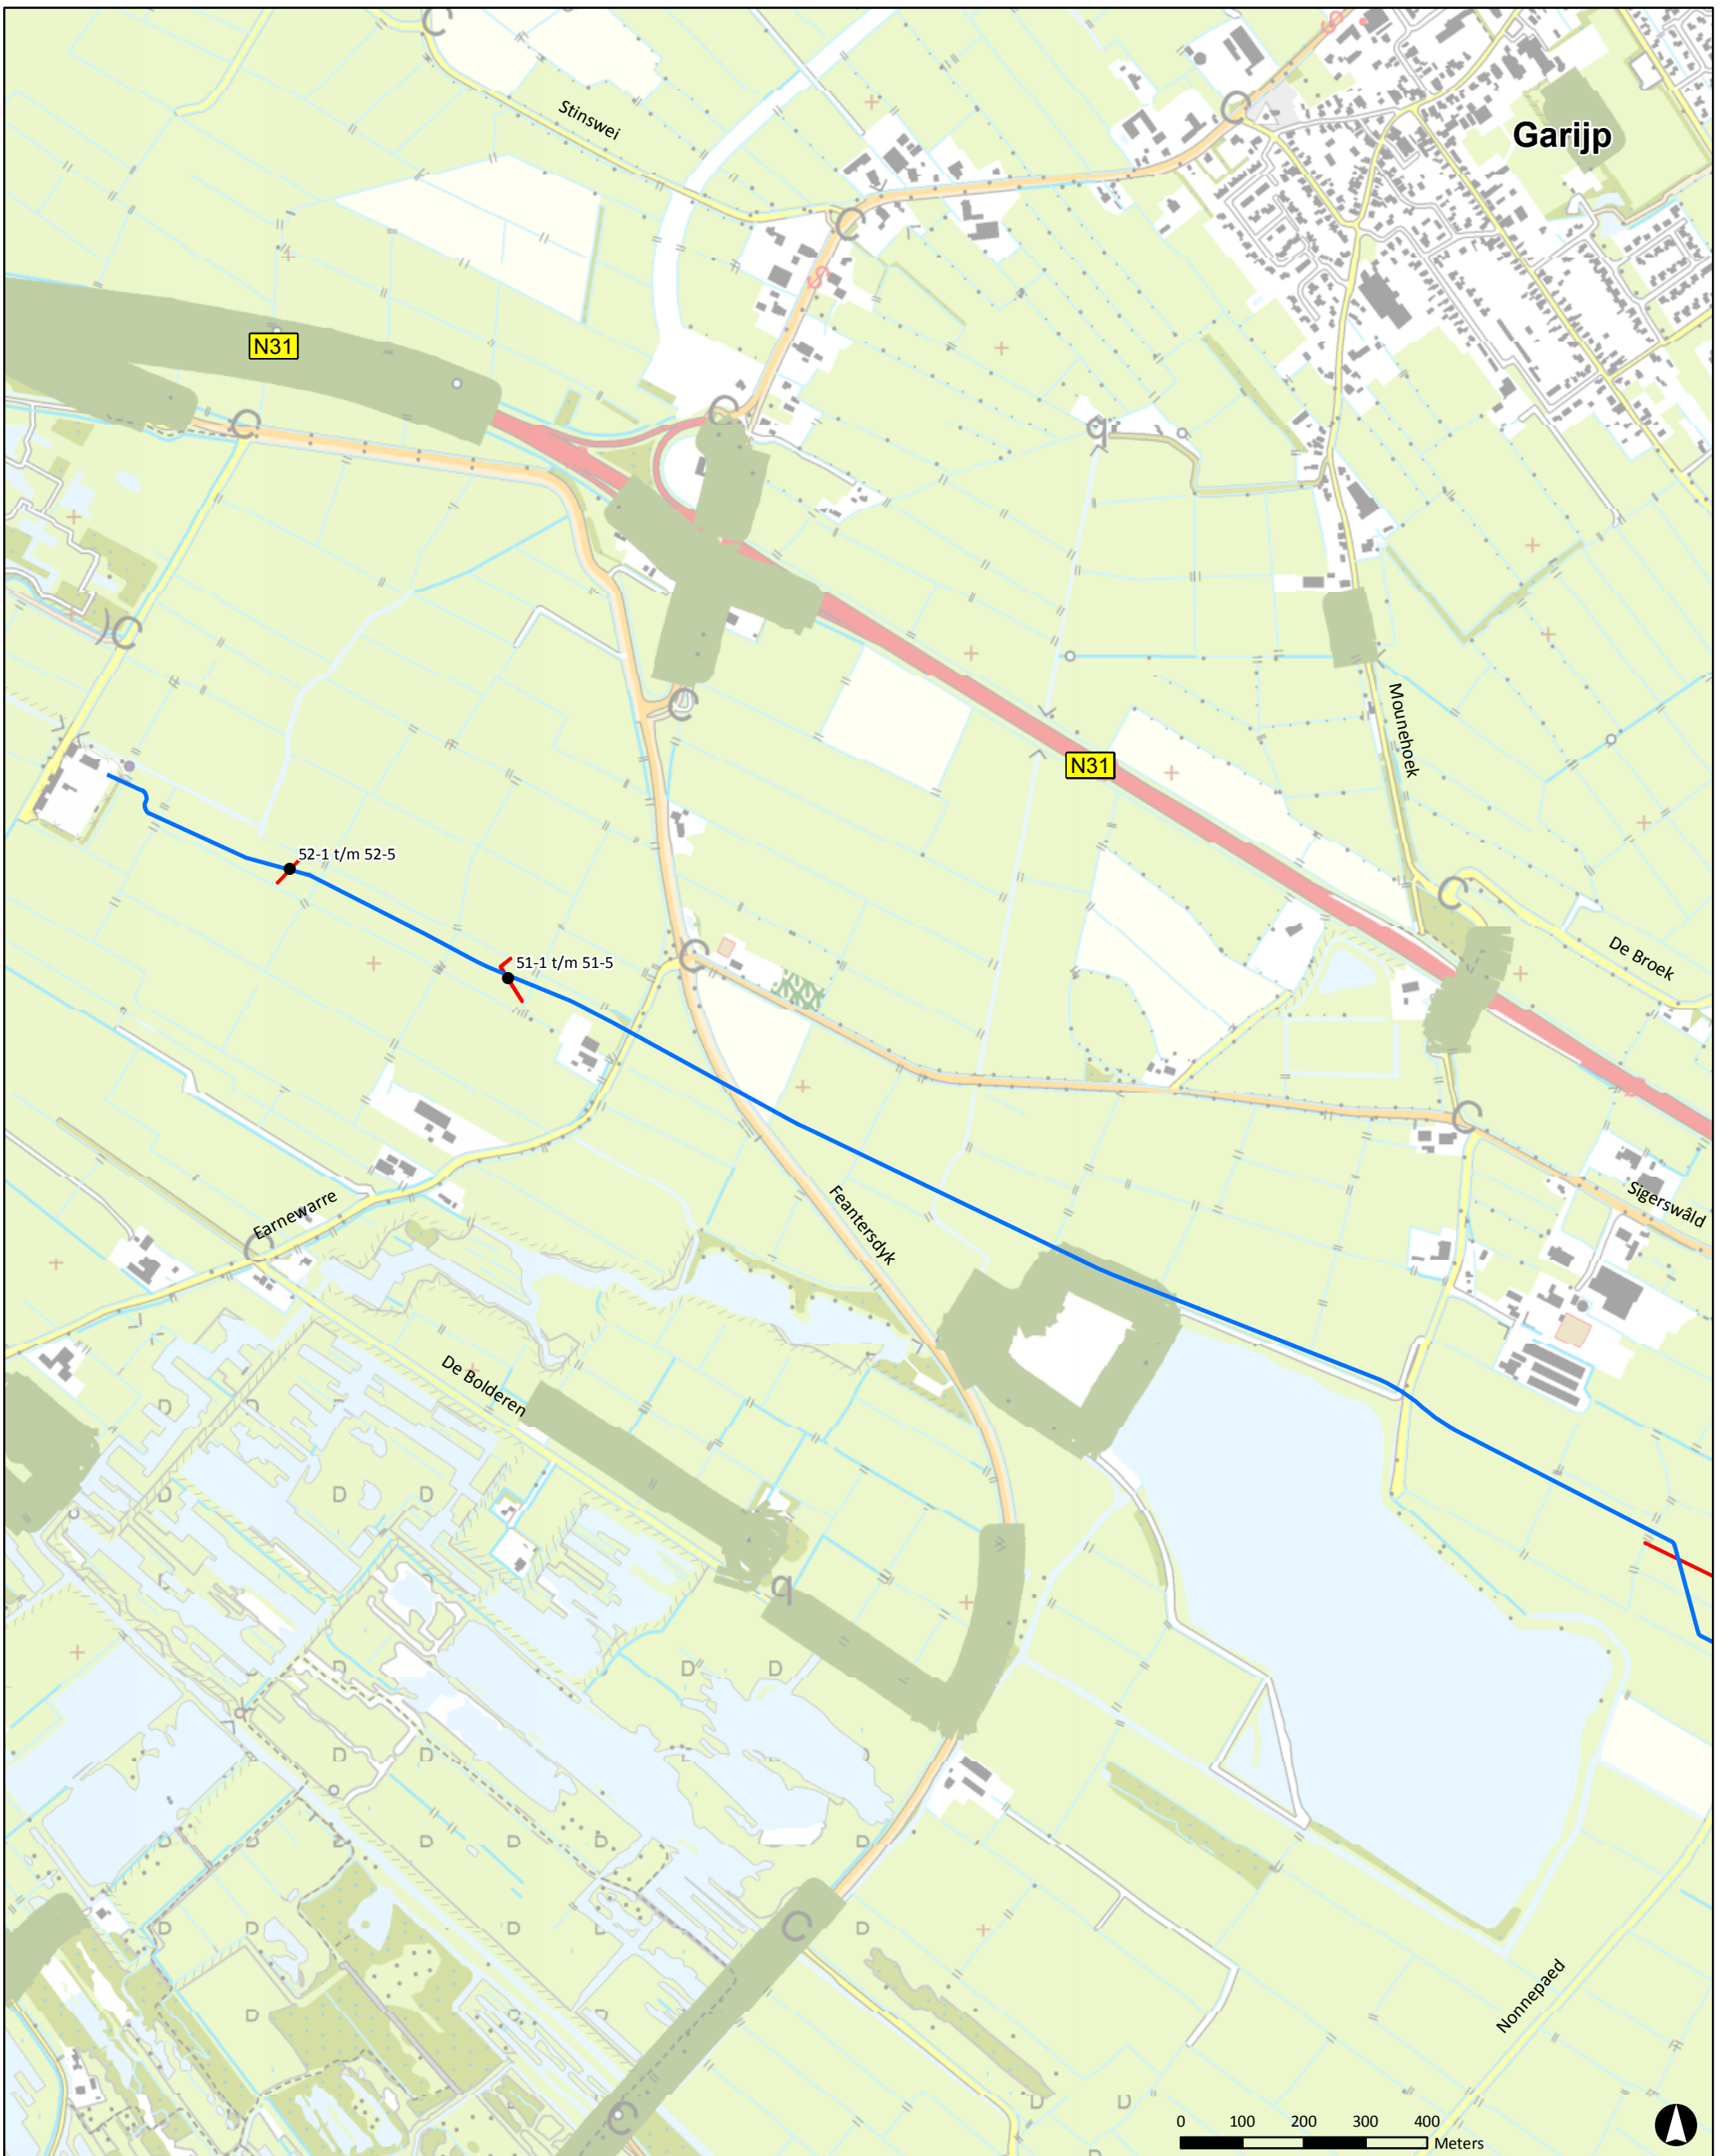 Stinswei
Garijp
N31
N31
Mounehoek
52-1 t/m 52-5
51-1 t/m 51-5
De Broek
Sigerswâld
Earnewarre
Feantersdyk
De Bolderen
Nonnepaed
0 100 200 300 400
Meters